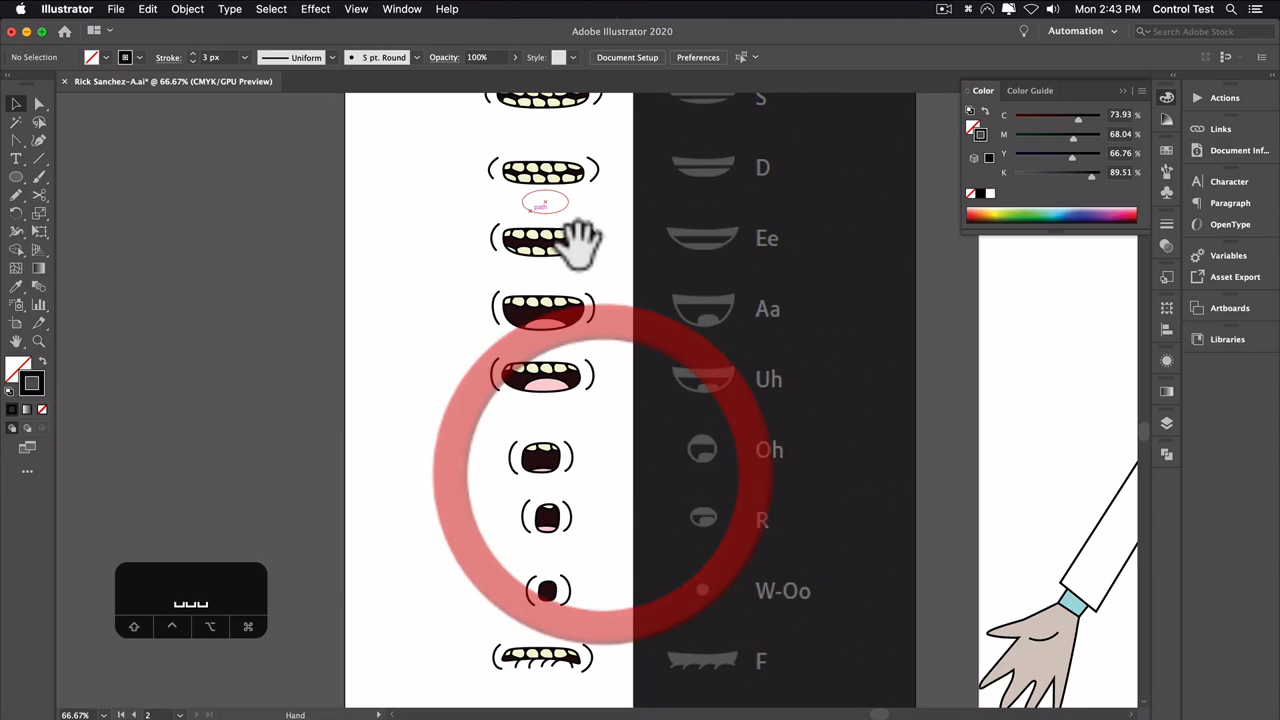 Illustrator File Edit Object Type Select Effect View Window Help Mon 2:43 PM Control Test
Adobe Illustrator 2020 Automation Search Adobe Stock
No Selection Stroke: 3 px Uniform 5 pt. Round Opacity: 100% Style: Document Setup Preferences
Rick Sanchez-A.ai* @ 66.67% (CMYK/GPU Preview)
Color Color Guide
C 73.93 %
M 68.04 %
Y 66.76 %
K 89.51 %
Actions
Links
Document Inf...
Character
Paragraph
OpenType
Variables
Asset Export
Artboards
Libraries
S
D
path
Ee
Aa
Uh
Oh
R
W-Oo
F
66.67% 2 Hand